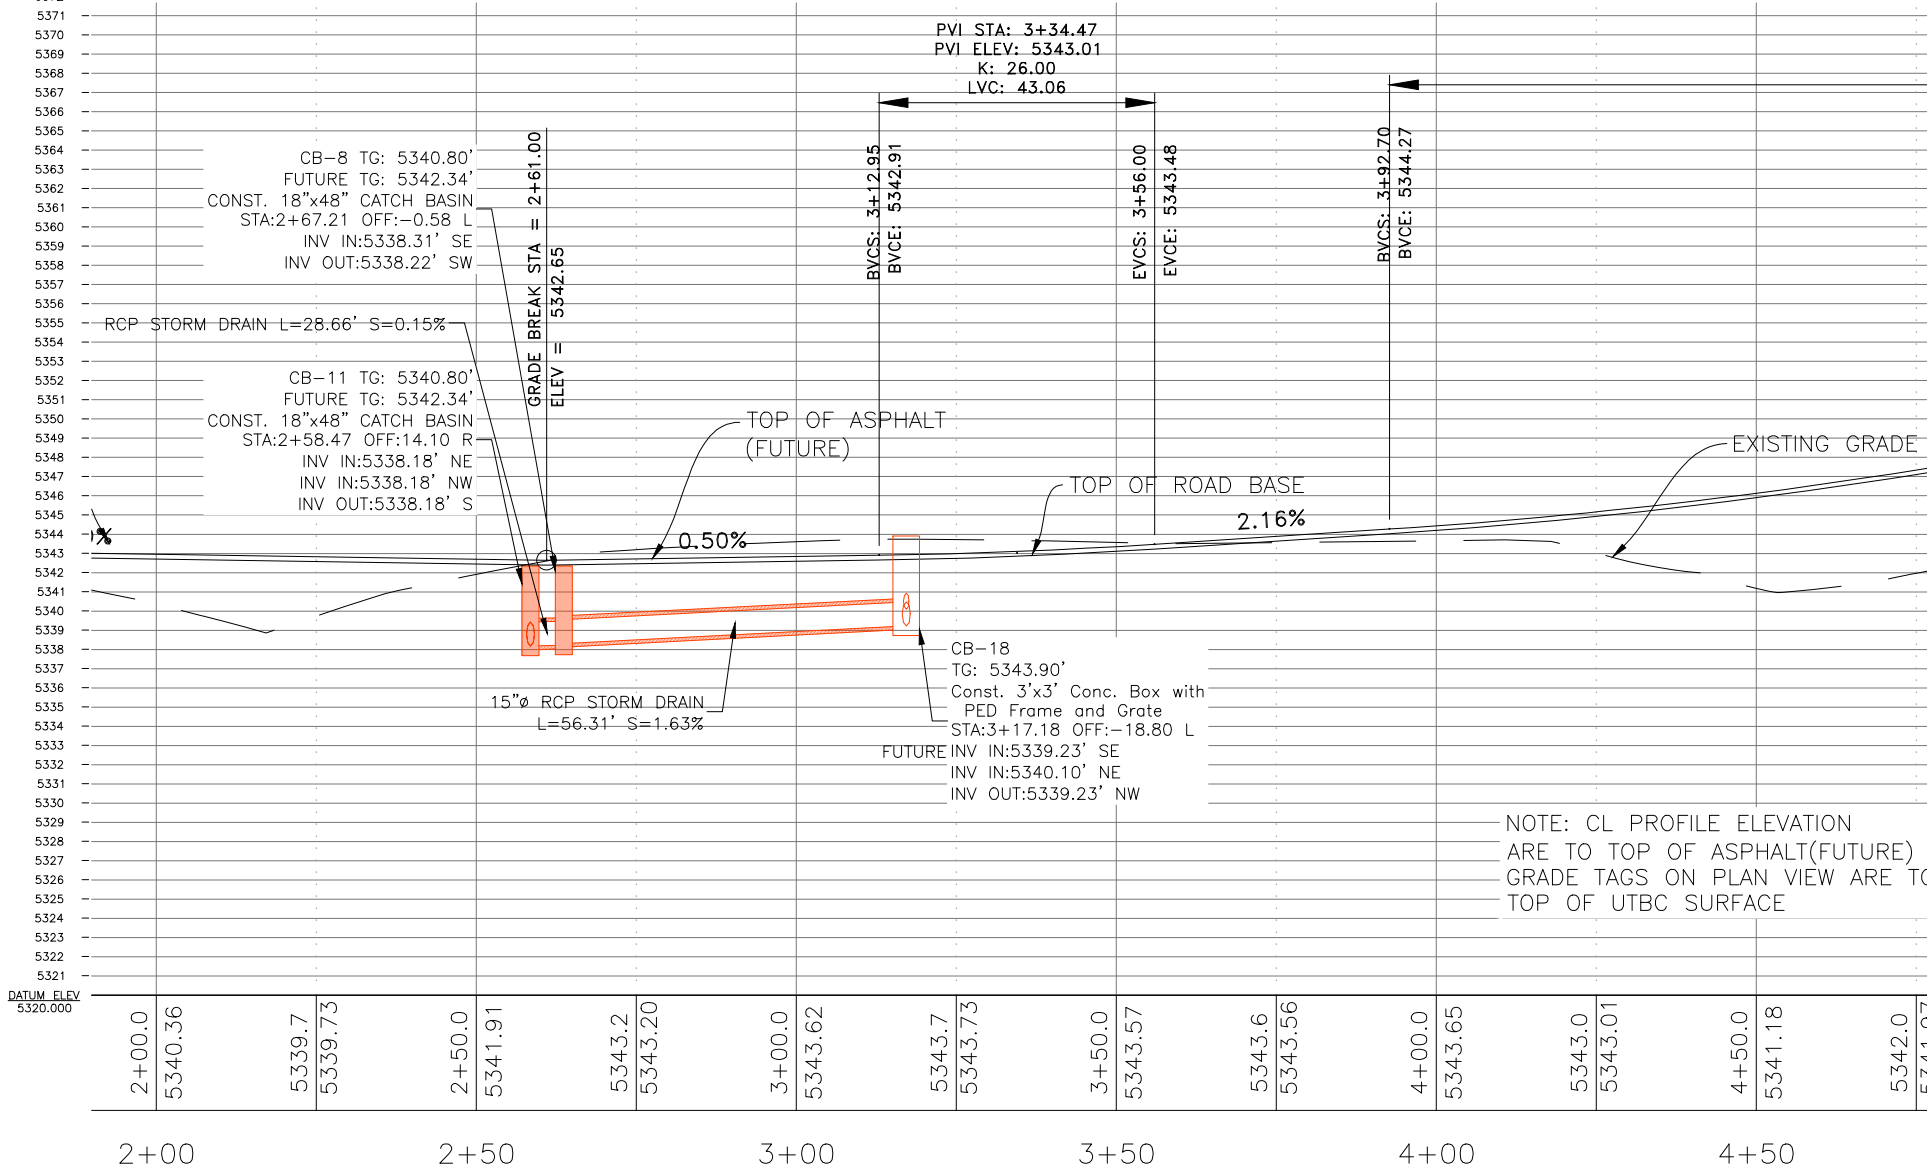 5371
5370
5369
5368
5367
5366
5365
5364
5363
5362
5361
5360
5359
5358
5357
5356
5355
5354
5353
5352
5351
5350
5349
5348
5347
5346
5345
5344
5343
5342
5341
5340
5339
5338
5337
5336
5335
5334
5333
5332
5331
5330
5329
5328
5327
5326
5325
5324
5323
5322
5321
DATUM ELEV
5320.000
PVI STA: 3+34.47
PVI ELEV: 5343.01
K: 26.00
LVC: 43.06
CB-8 TG: 5340.80'
FUTURE TG: 5342.34'
CONST. 18"x48" CATCH BASIN
STA:2+67.21 OFF:-0.58 L
INV IN:5338.31' SE
INV OUT:5338.22' SW
RCP STORM DRAIN L=28.66' S=0.15%
CB-11 TG: 5340.80'
FUTURE TG: 5342.34'
CONST. 18"x48" CATCH BASIN
STA:2+58.47 OFF:14.10 R
INV IN:5338.18' NE
INV IN:5338.18' NW
INV OUT:5338.18' S
GRADE BREAK STA = 2+61.00
ELEV = 5342.65
BVCS: 3+12.95
BVCE: 5342.91
EVCS: 3+56.00
EVCE: 5343.48
BVCS: 3+92.70
BVCE: 5344.27
TOP OF ASPHALT
(FUTURE)
TOP OF ROAD BASE
EXISTING GRADE
%
0.50%
2.16%
15"ø RCP STORM DRAIN
L=56.31' S=1.63%
CB-18
TG: 5343.90'
Const. 3'x3' Conc. Box with
PED Frame and Grate
STA:3+17.18 OFF:-18.80 L
FUTURE INV IN:5339.23' SE
INV IN:5340.10' NE
INV OUT:5339.23' NW
NOTE: CL PROFILE ELEVATION
ARE TO TOP OF ASPHALT(FUTURE)
GRADE TAGS ON PLAN VIEW ARE TO
TOP OF UTBC SURFACE
2+00.0
5340.36
5339.7
5339.73
2+50.0
5341.91
5343.2
5343.20
3+00.0
5343.62
5343.7
5343.73
3+50.0
5343.57
5343.6
5343.56
4+00.0
5343.65
5343.0
5343.01
4+50.0
5341.18
5342.0
2+00
2+50
3+00
3+50
4+00
4+50